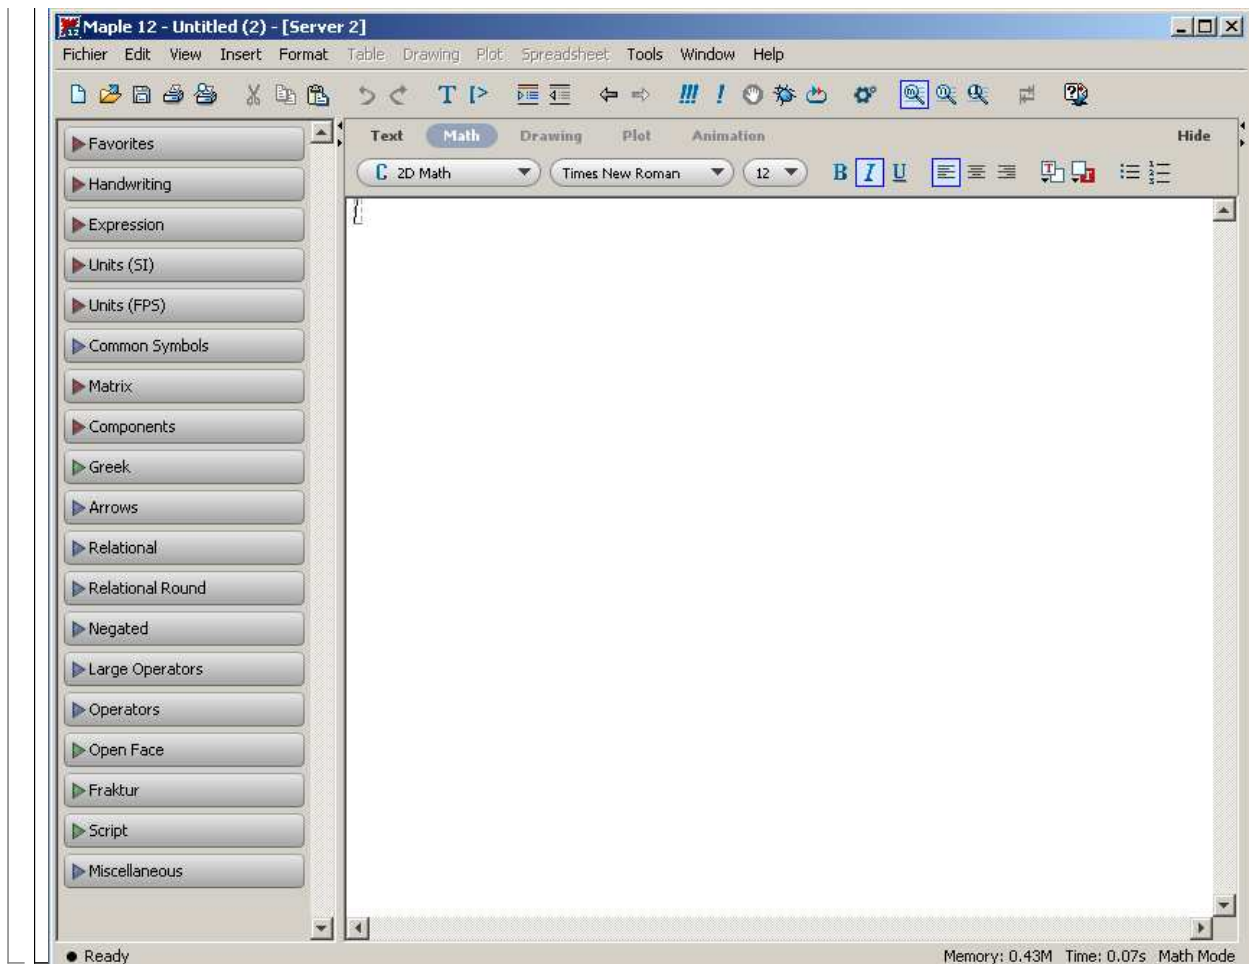 Maple 12 - Untitled (2) - [Server 2]
Fichier Edit View Insert Format Table Drawing Plot Spreadsheet Tools Window Help
Favorites
Handwriting
Expression
Units (SI)
Units (FPS)
Common Symbols
Matrix
Components
Greek
Arrows
Relational
Relational Round
Negated
Large Operators
Operators
Open Face
Fraktur
Script
Miscellaneous
Text Math Drawing Plot Animation Hide
C 2D Math Times New Roman 12 B I U
Ready Memory: 0.43M Time: 0.07s Math Mode